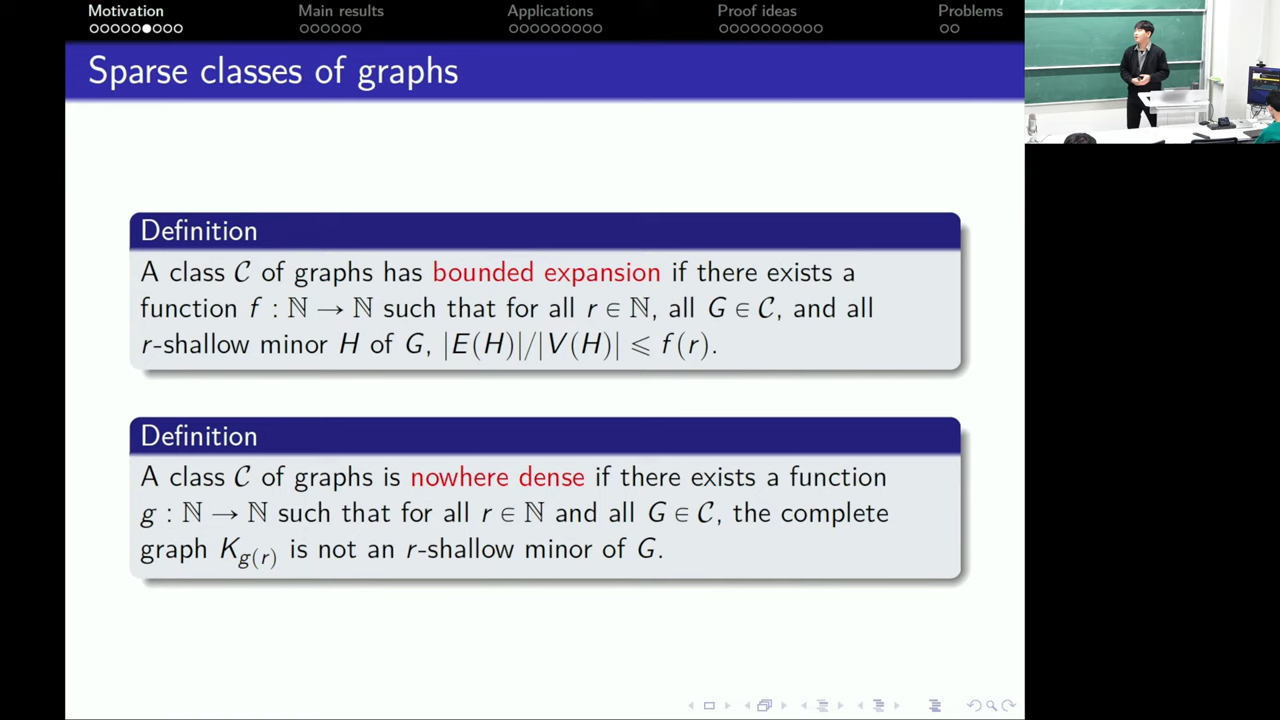 Motivation Main results Applications Proof ideas Problems
Sparse classes of graphs
Definition
A class 𝒞 of graphs has bounded expansion if there exists a
function f : ℕ → ℕ such that for all r ∈ ℕ, all G ∈ 𝒞, and all
r-shallow minor H of G, |E(H)|/|V(H)| ⩽ f(r).
Definition
A class 𝒞 of graphs is nowhere dense if there exists a function
g : ℕ → ℕ such that for all r ∈ ℕ and all G ∈ 𝒞, the complete
graph K_{g(r)} is not an r-shallow minor of G.